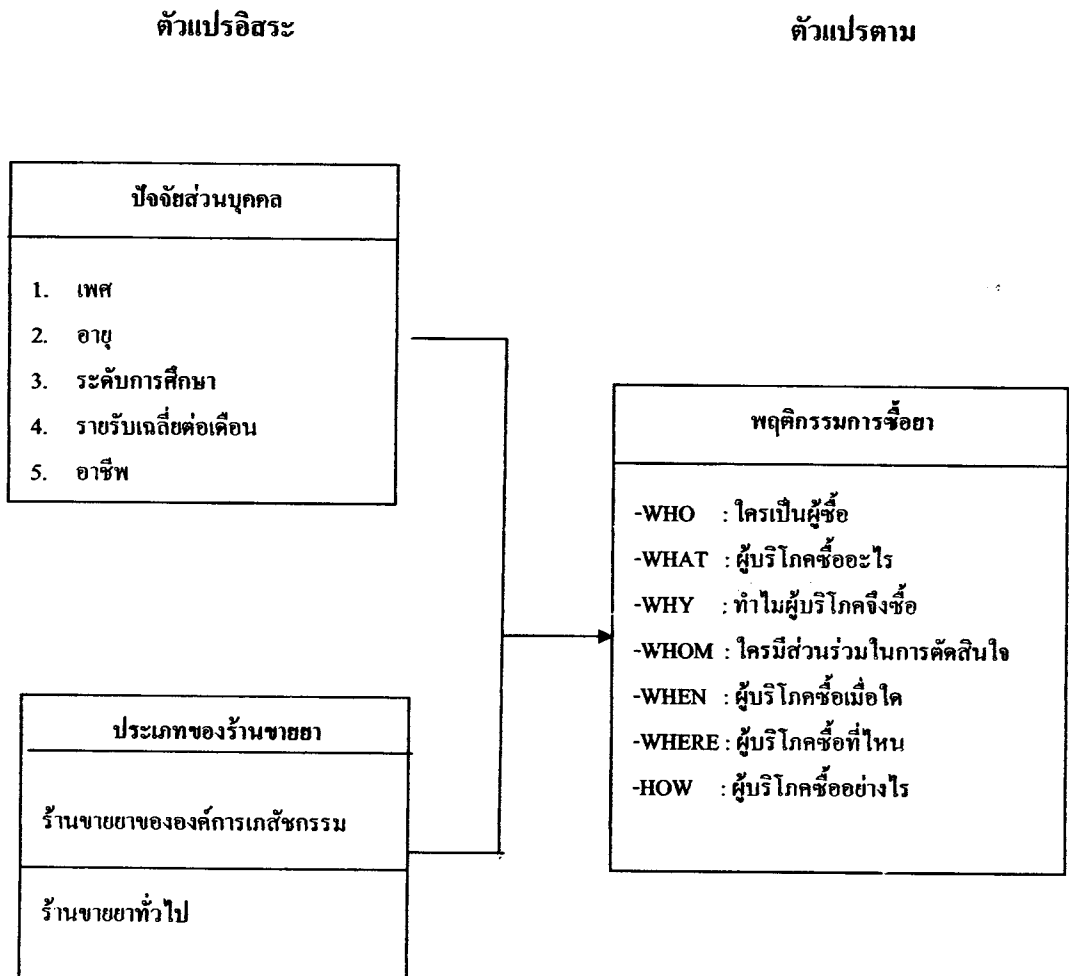 ตัวแปรอิสระ
ตัวแปรตาม
ปัจจัยส่วนบุคคล
1. เพศ
2. อายุ
3. ระดับการศึกษา
4. รายรับเฉลี่ยต่อเดือน
5. อาชีพ
พฤติกรรมการซื้อยา
-WHO : ใครเป็นผู้ซื้อ
-WHAT : ผู้บริโภคซื้ออะไร
-WHY : ทำไมผู้บริโภคจึงซื้อ
-WHOM : ใครมีส่วนร่วมในการตัดสินใจ
-WHEN : ผู้บริโภคซื้อเมื่อใด
-WHERE : ผู้บริโภคซื้อที่ไหน
-HOW : ผู้บริโภคซื้ออย่างไร
ประเภทของร้านขายยา
ร้านขายยาขององค์การเภสัชกรรม
ร้านขายยาทั่วไป